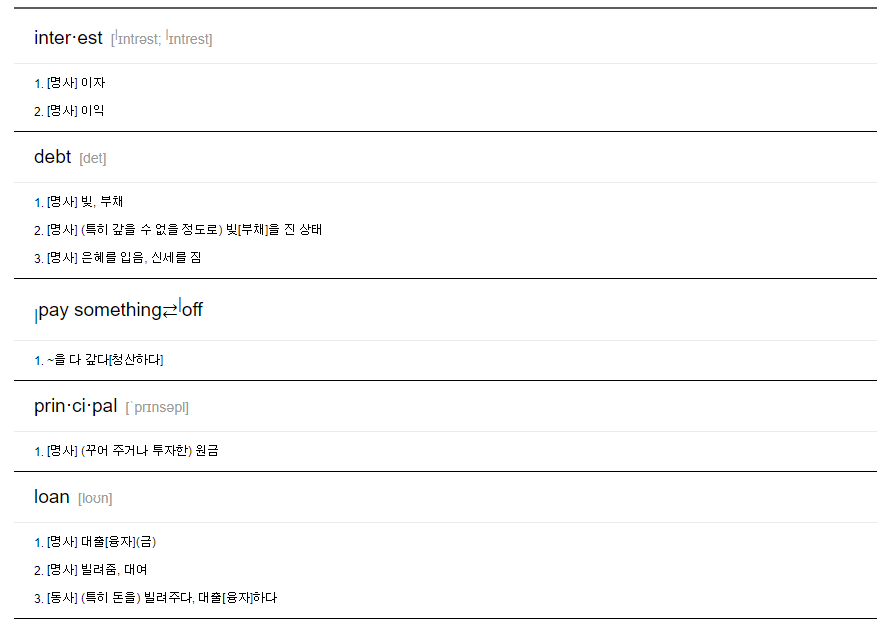 inter·est [ˈɪntrəst; ˈɪntrest]
1. [명사] 이자
2. [명사] 이익
debt [det]
1. [명사] 빚, 부채
2. [명사] (특히 갚을 수 없을 정도로) 빚[부채]을 진 상태
3. [명사] 은혜를 입음, 신세를 짐
ˌpay something⇄ˈoff
1. ~을 다 갚다[청산하다]
prin·ci·pal [ˈprɪnsəpl]
1. [명사] (꾸어 주거나 투자한) 원금
loan [loʊn]
1. [명사] 대출[융자](금)
2. [명사] 빌려줌, 대여
3. [동사] (특히 돈을) 빌려주다, 대출[융자]하다